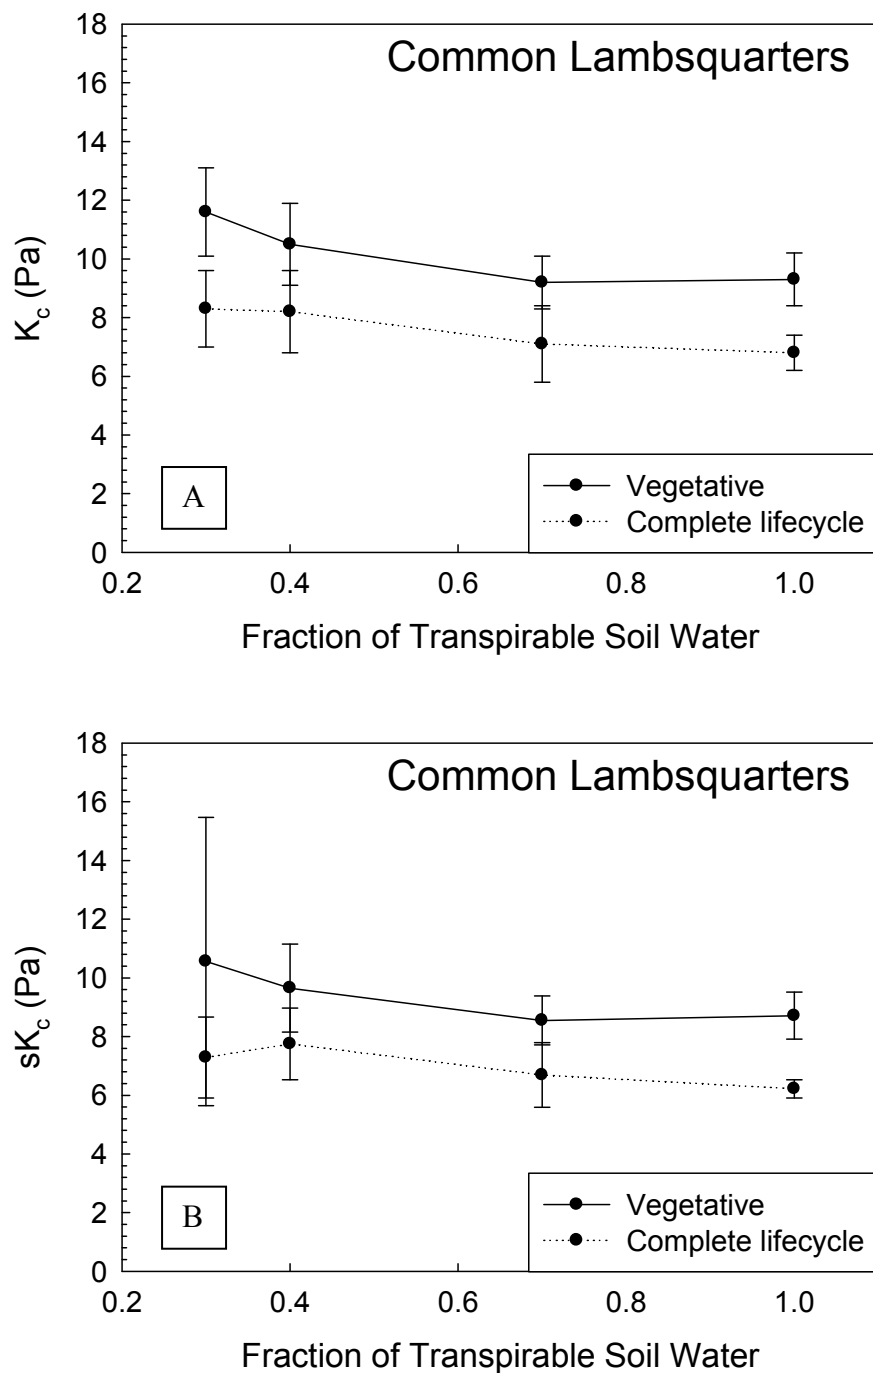 Common Lambsquarters
18
16
14
12
10
8
6
4
2
0
K_c (Pa)
A
Vegetative
Complete lifecycle
0.2 0.4 0.6 0.8 1.0
Fraction of Transpirable Soil Water
Common Lambsquarters
18
16
14
12
10
8
6
4
2
0
sK_c (Pa)
B
Vegetative
Complete lifecycle
0.2 0.4 0.6 0.8 1.0
Fraction of Transpirable Soil Water